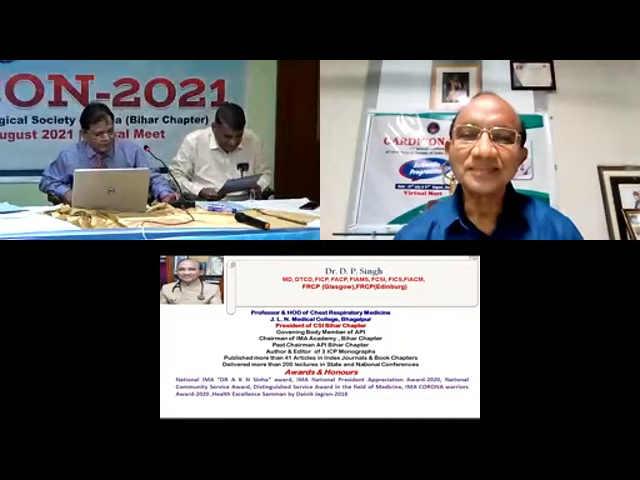 CON-2021
gical Society
a (Bihar Chapter)
August 2021
al Meet
CARDICON
Scientific
Programme
Virtual Meet
Dr. D. P. Singh
MD, DTCD, FICP, FACP, FIAMS, FCSI, FICS,FIACM,
FRCP (Glasgow),FRCP(Edinburg)
Professor & HOD of Chest Respiratory Medicine
J. L. N. Medical College, Bhagalpur
President of CSI Bihar Chapter
Governing Body Member of API
Chairman of IMA Academy , Bihar Chapter
Past Chairman API Bihar Chapter
Author & Editor of 3 ICP Monographs
Published more than 41 Articles in Index Journals & Book Chapters
Delivered more than 200 lectures in State and National Conferences
Awards & Honours
National IMA "DR A K N Sinha" award, IMA National President Appreciation Award-2020, National
Community Service Award, Distinguished Service Award in the field of Medicine, IMA CORONA warriors
Award-2020 ,Health Excellence Samman by Dainik Jagran-2018